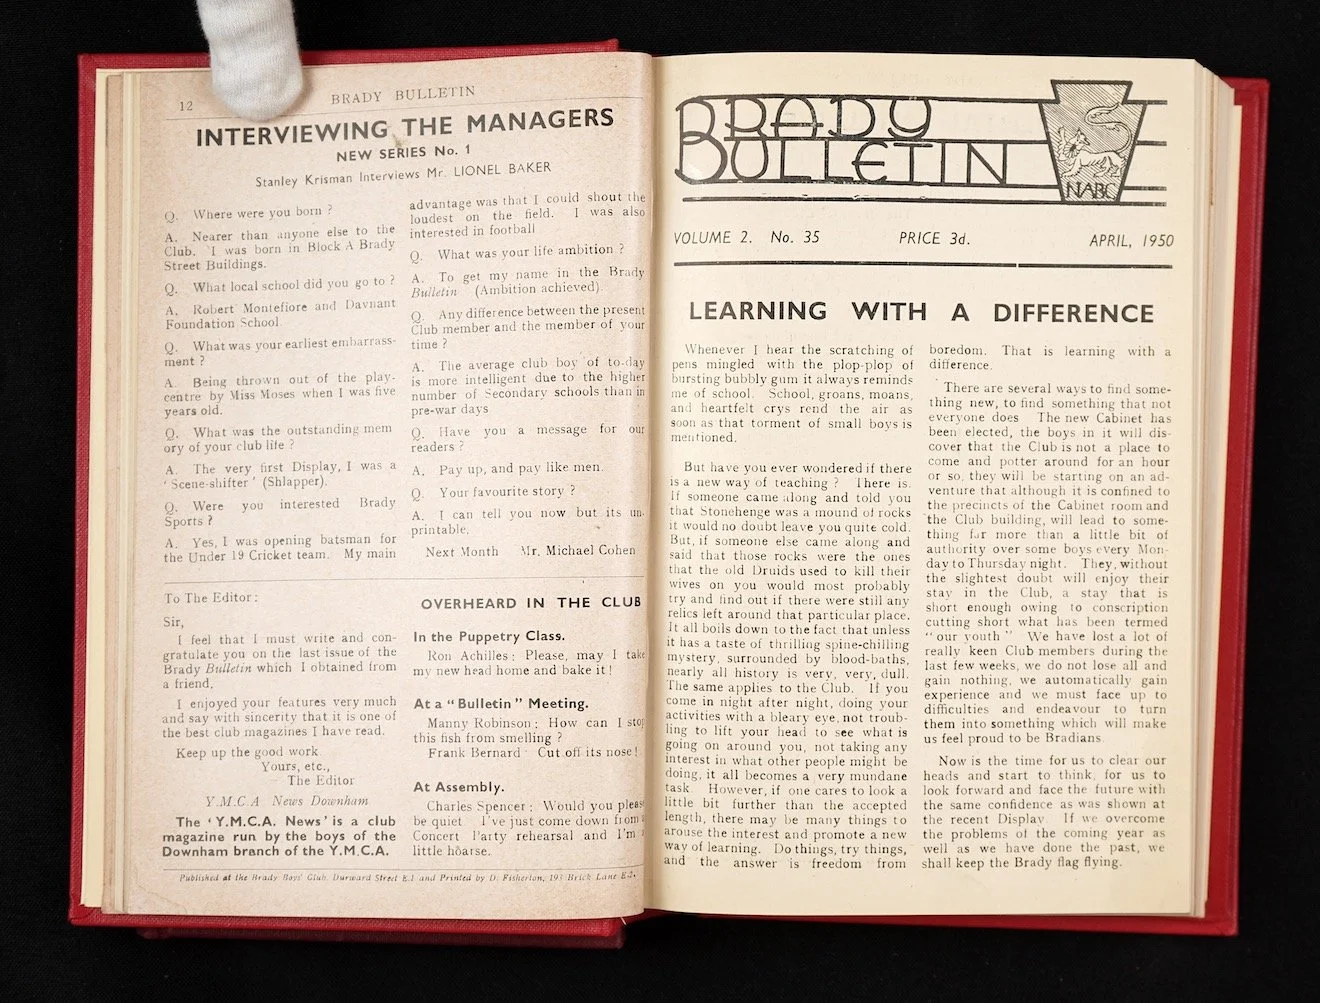 12
BRADY BULLETIN
INTERVIEWING THE MANAGERS
NEW SERIES No. 1
Stanley Krisman Interviews Mr. LIONEL BAKER
Q. Where were you born ?
A. Nearer than anyone else to the
Club. I was born in Block A Brady
Street Buildings.
Q. What local school did you go to ?
A. Robert Montefiore and Davnant
Foundation School.
Q. What was your earliest embarrass-
ment ?
A. Being thrown out of the play-
centre by Miss Moses when I was five
years old.
Q. What was the outstanding mem
ory of your club life ?
A. The very first Display, I was a
‘Scene-shifter’ (Shlapper).
Q. Were you interested Brady
Sports ?
A. Yes, I was opening batsman for
the Under 19 Cricket team. My main
advantage was that I could shout the
loudest on the field. I was also
interested in football
Q. What was your life ambition ?
A. To get my name in the Brady
Bulletin (Ambition achieved).
Q. Any difference between the present
Club member and the member of your
time ?
A. The average club boy of to-day
is more intelligent due to the higher
number of Secondary schools than in
pre-war days
Q. Have you a message for our
readers ?
A. Pay up, and pay like men.
Q. Your favourite story ?
A. I can tell you now but its un-
printable.
Next Month Mr. Michael Cohen
To The Editor:
Sir,
I feel that I must write and con-
gratulate you on the last issue of the
Brady Bulletin which I obtained from
a friend.
I enjoyed your features very much
and say with sincerity that it is one of
the best club magazines I have read.
Keep up the good work
Yours, etc.,
The Editor
Y.M.C.A News Downham
The ‘Y.M.C.A. News’ is a club
magazine run by the boys of the
Downham branch of the Y.M.C.A.
OVERHEARD IN THE CLUB
In the Puppetry Class.
Ron Achilles: Please, may I take
my new head home and bake it!
At a “Bulletin” Meeting.
Manny Robinson: How can I stop
this fish from smelling ?
Frank Bernard Cut off its nose!
At Assembly.
Charles Spencer: Would you please
be quiet I've just come down from a
Concert Party rehearsal and I'm a
little hoarse.
Published at the Brady Boys' Club, Durward Street E.1 and Printed by D. Fisherton, 193 Brick Lane E.1.
BRADY
BULLETIN
NABC
VOLUME 2. No. 35 PRICE 3d. APRIL, 1950
LEARNING WITH A DIFFERENCE
Whenever I hear the scratching of
pens mingled with the plop-plop of
bursting bubbly gum it always reminds
me of school. School, groans, moans,
and heartfelt crys rend the air as
soon as that torment of small boys is
mentioned.
But have you ever wondered if there
is a new way of teaching ? There is.
If someone came along and told you
that Stonehenge was a mound of rocks
it would no doubt leave you quite cold.
But, if someone else came along and
said that those rocks were the ones
that the old Druids used to kill their
wives on you would most probably
try and find out if there were still any
relics left around that particular place.
It all boils down to the fact that unless
it has a taste of thrilling spine-chilling
mystery, surrounded by blood-baths,
nearly all history is very, very, dull.
The same applies to the Club. If you
come in night after night, doing your
activities with a bleary eye, not troub-
ling to lift your head to see what is
going on around you, not taking any
interest in what other people might be
doing, it all becomes a very mundane
task. However, if one cares to look a
little bit further than the accepted
length, there may be many things to
arouse the interest and promote a new
way of learning. Do things, try things,
and the answer is freedom from
boredom. That is learning with a
difference.
There are several ways to find some-
thing new, to find something that not
everyone does The new Cabinet has
been elected, the boys in it will dis-
cover that the Club is not a place to
come and potter around for an hour
or so, they will be starting on an ad-
venture that although it is confined to
the precincts of the Cabinet room and
the Club building, will lead to some-
thing far more than a little bit of
authority over some boys every Mon-
day to Thursday night. They, without
the slightest doubt will enjoy their
stay in the Club, a stay that is
short enough owing to conscription
cutting short what has been termed
“our youth” We have lost a lot of
really keen Club members during the
last few weeks, we do not lose all and
gain nothing, we automatically gain
experience and we must face up to
difficulties and endeavour to turn
them into something which will make
us feel proud to be Bradians.
Now is the time for us to clear our
heads and start to think, for us to
look forward and face the future with
the same confidence as was shown at
the recent Display If we overcome
the problems of the coming year as
well as we have done the past, we
shall keep the Brady flag flying.